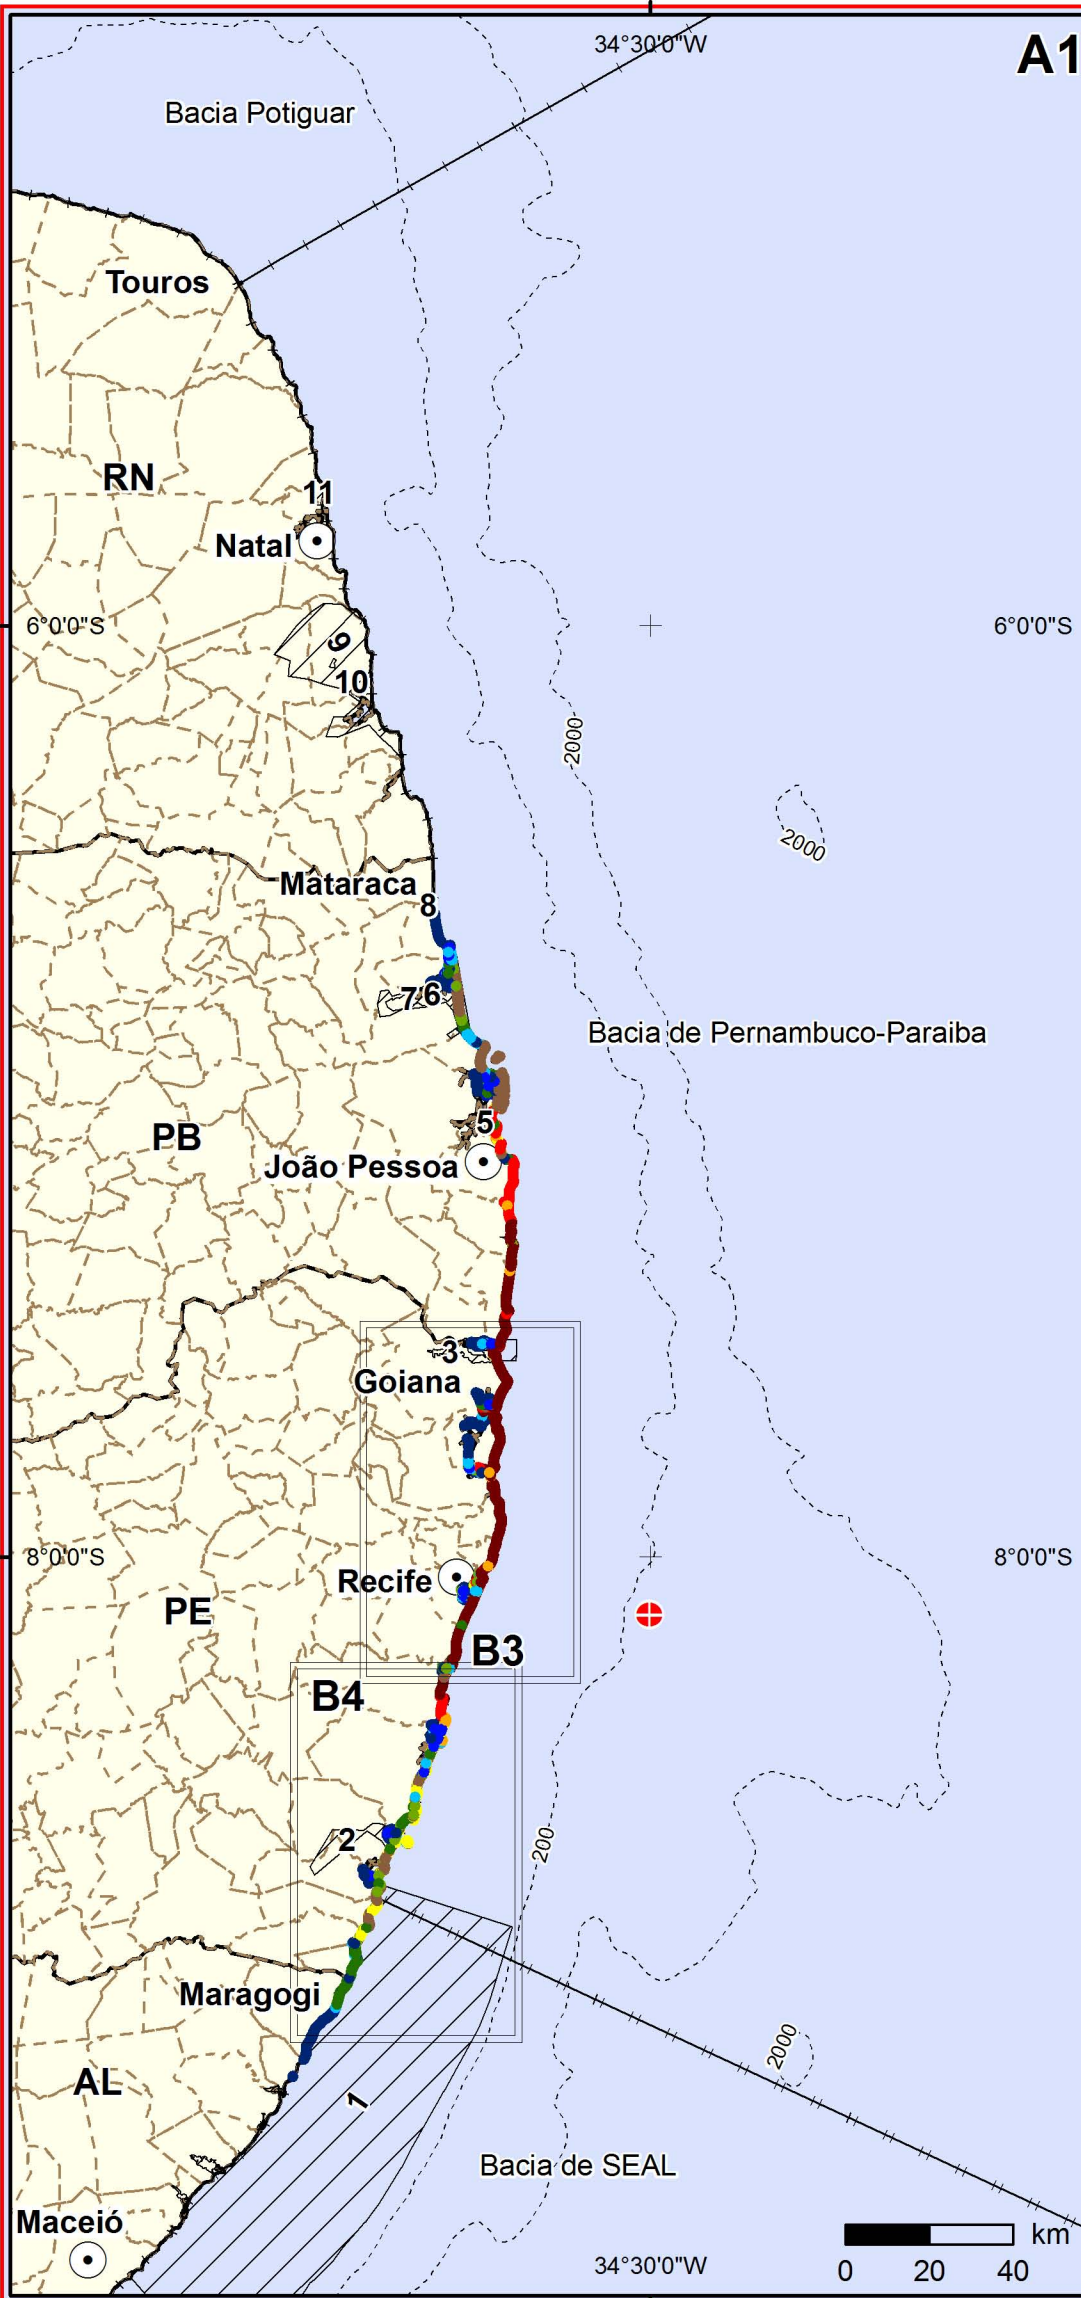 34°30'0"W
A1
Bacia Potiguar
Touros
RN
11
Natal
6°0'0"S
6°0'0"S
9
10
2000
2000
Mataraca
8
7
6
Bacia de Pernambuco-Paraiba
5
PB
João Pessoa
3
Goiana
8°0'0"S
8°0'0"S
Recife
PE
B3
B4
2
200
Maragogi
2000
AL
1
Bacia de SEAL
Maceió
34°30'0"W
km
0 20 40